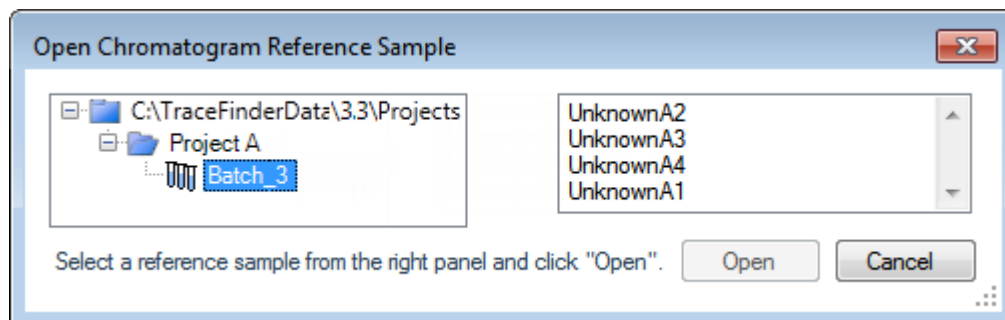 Open Chromatogram Reference Sample
C:\TraceFinderData\3.3\Projects
Project A
Batch_3
UnknownA2
UnknownA3
UnknownA4
UnknownA1
Select a reference sample from the right panel and click "Open".
Open
Cancel